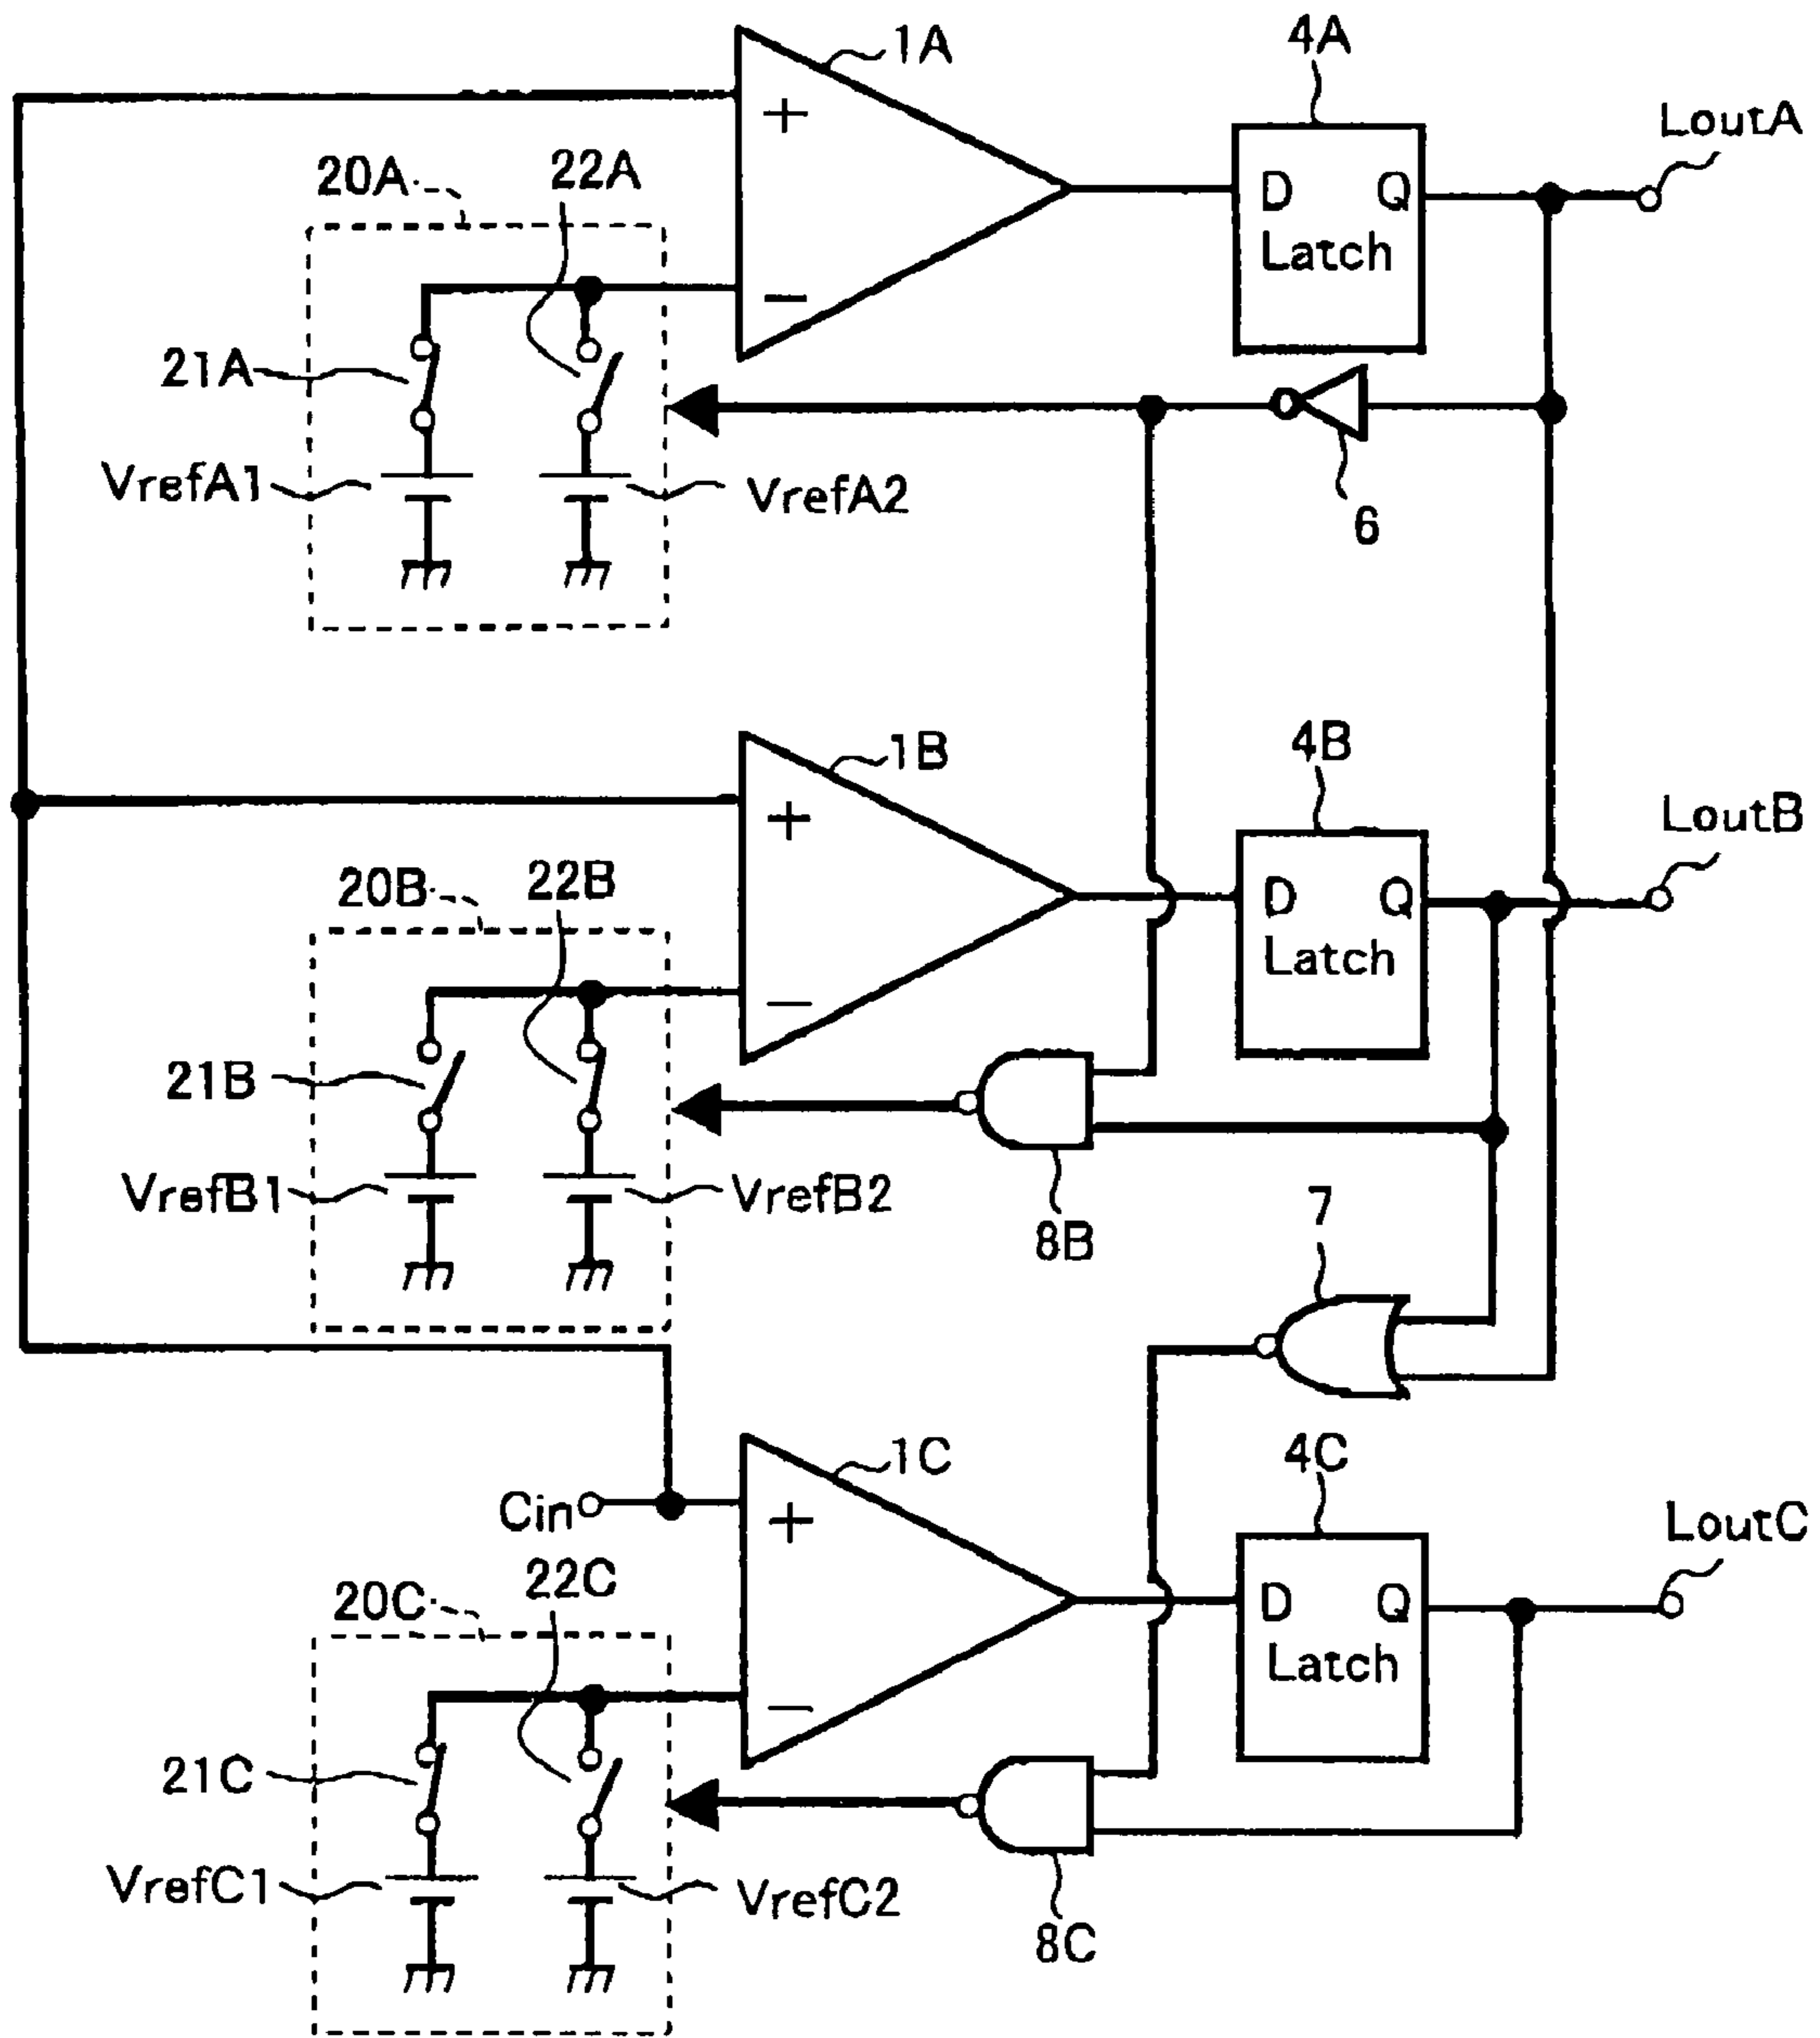 1A
4A
LoutA
+
20A
22A
D Q
Latch
−
21A
VrefA1
VrefA2
6
1B
4B
LoutB
+
20B
22B
D Q
Latch
−
21B
VrefB1
VrefB2
8B
7
1C
4C
Cin
+
LoutC
20C
22C
D Q
Latch
−
21C
VrefC1
VrefC2
8C